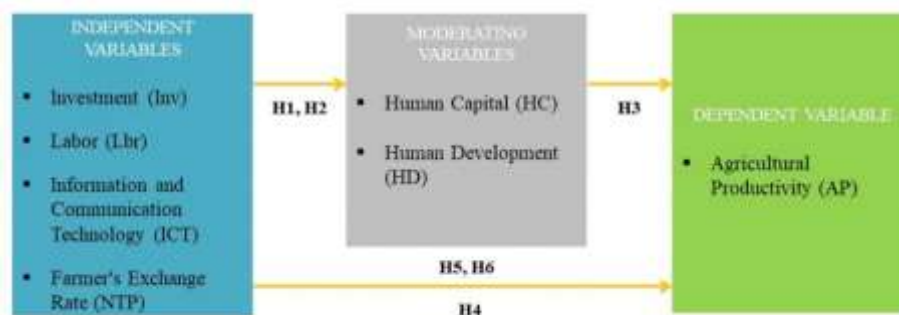 INDEPENDENT
VARIABLES
▪ Investment (Inv)
▪ Labor (Lbr)
▪ Information and
Communication
Technology (ICT)
▪ Farmer's Exchange
Rate (NTP)
H1, H2
MODERATING
VARIABLES
▪ Human Capital (HC)
▪ Human Development
(HD)
H3
DEPENDENT VARIABLE
▪ Agricultural
Productivity (AP)
H5, H6
H4